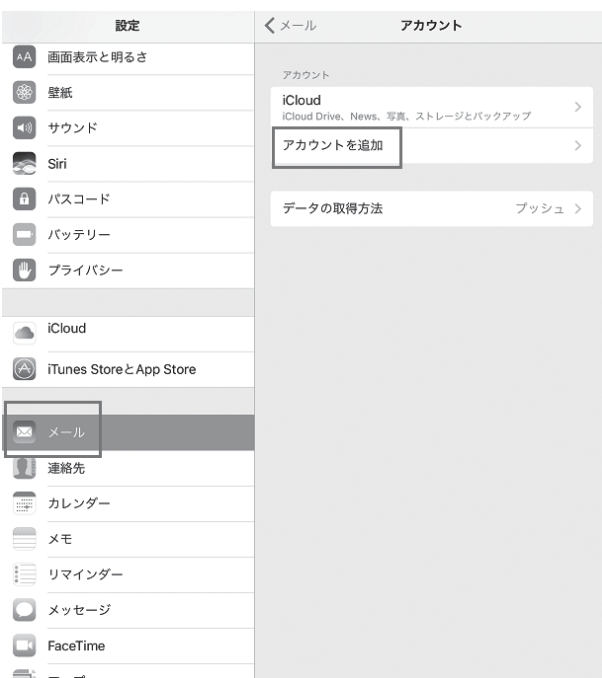 設定
画面表示と明るさ
壁紙
サウンド
Siri
パスコード
バッテリー
プライバシー
iCloud
iTunes StoreとApp Store
メール
連絡先
カレンダー
メモ
リマインダー
メッセージ
FaceTime
メール
アカウント
アカウント
iCloud
iCloud Drive、News、写真、ストレージとバックアップ
アカウントを追加
データの取得方法 プッシュ